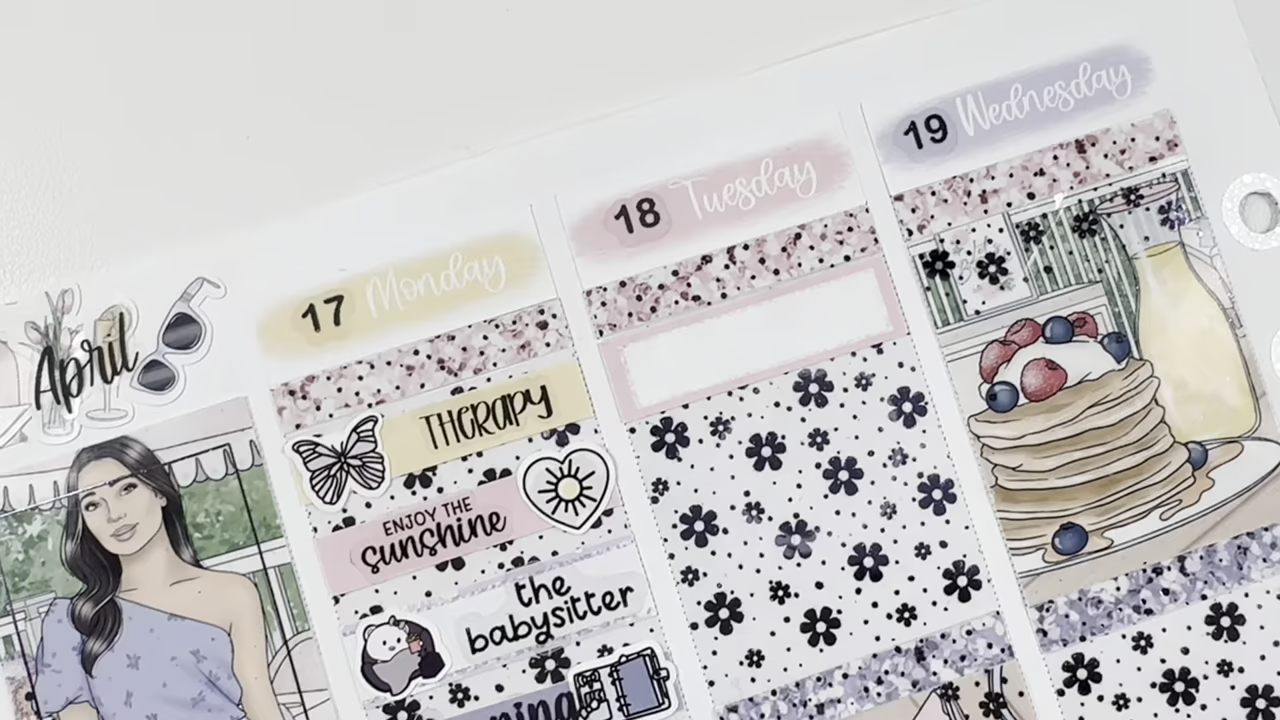 April
17 Monday
THERAPY
ENJOY THE
sunshine
the
babysitter
18 Tuesday
19 Wednesday